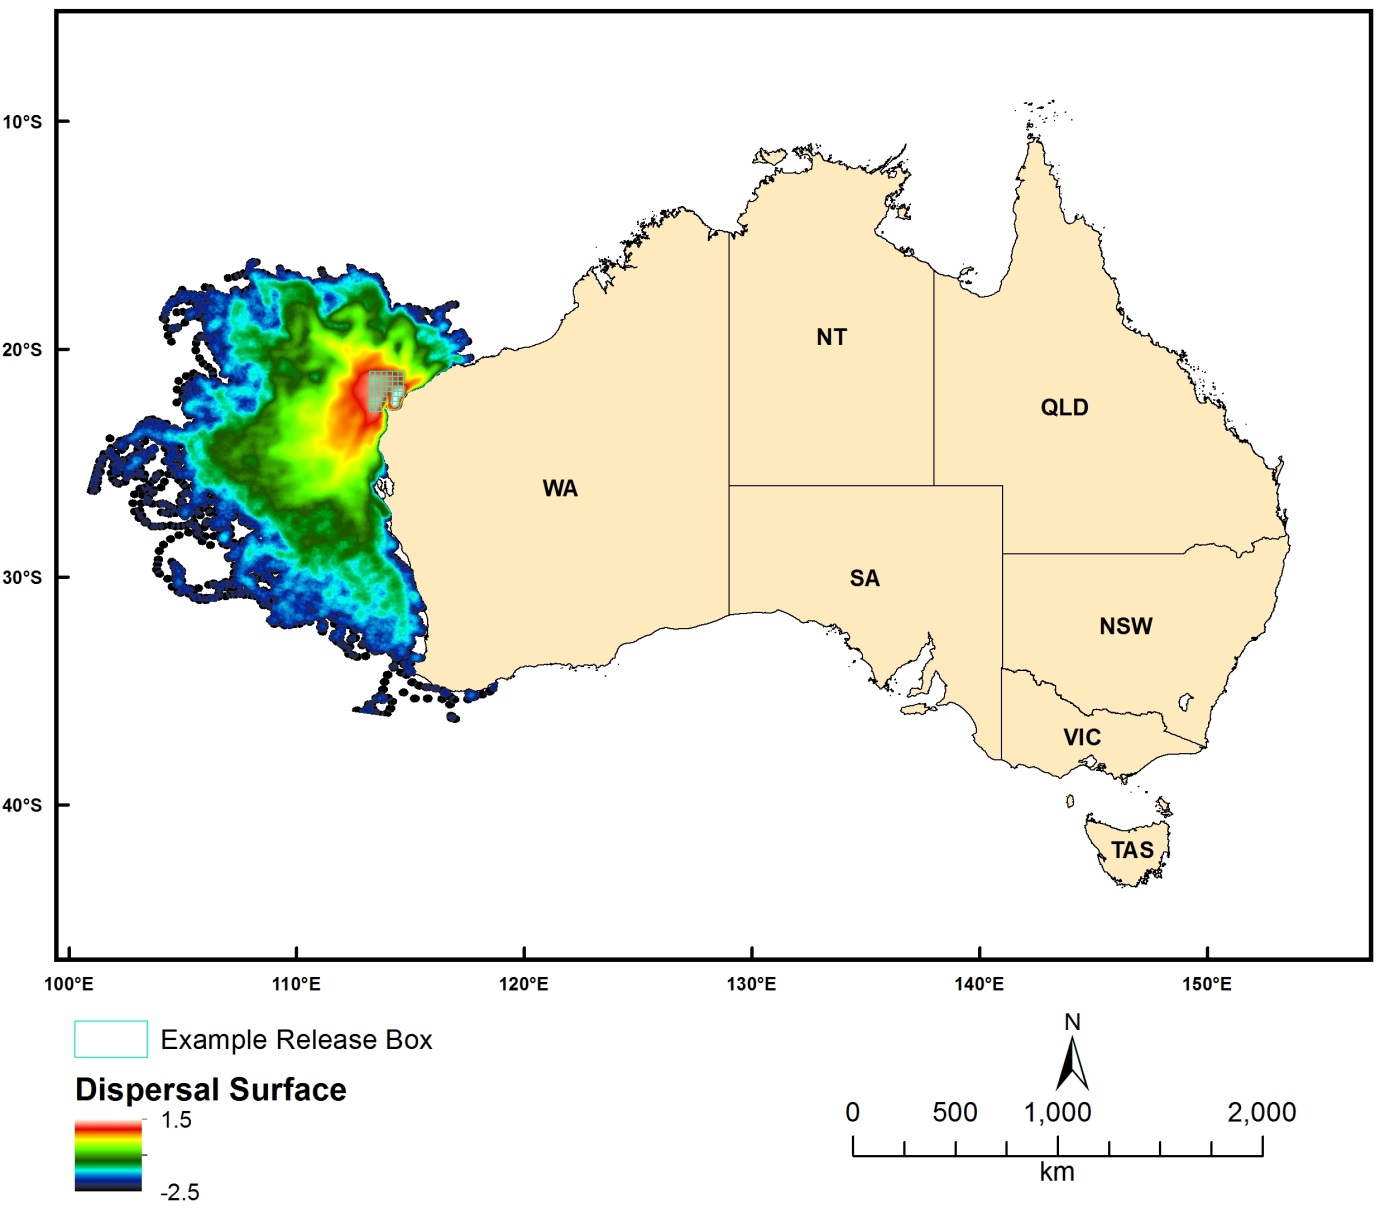 10°S
20°S
30°S
40°S
NT
QLD
WA
SA
NSW
VIC
TAS
100°E 110°E 120°E 130°E 140°E 150°E
Example Release Box
Dispersal Surface
1.5
-2.5
N
0 500 1,000 2,000
km